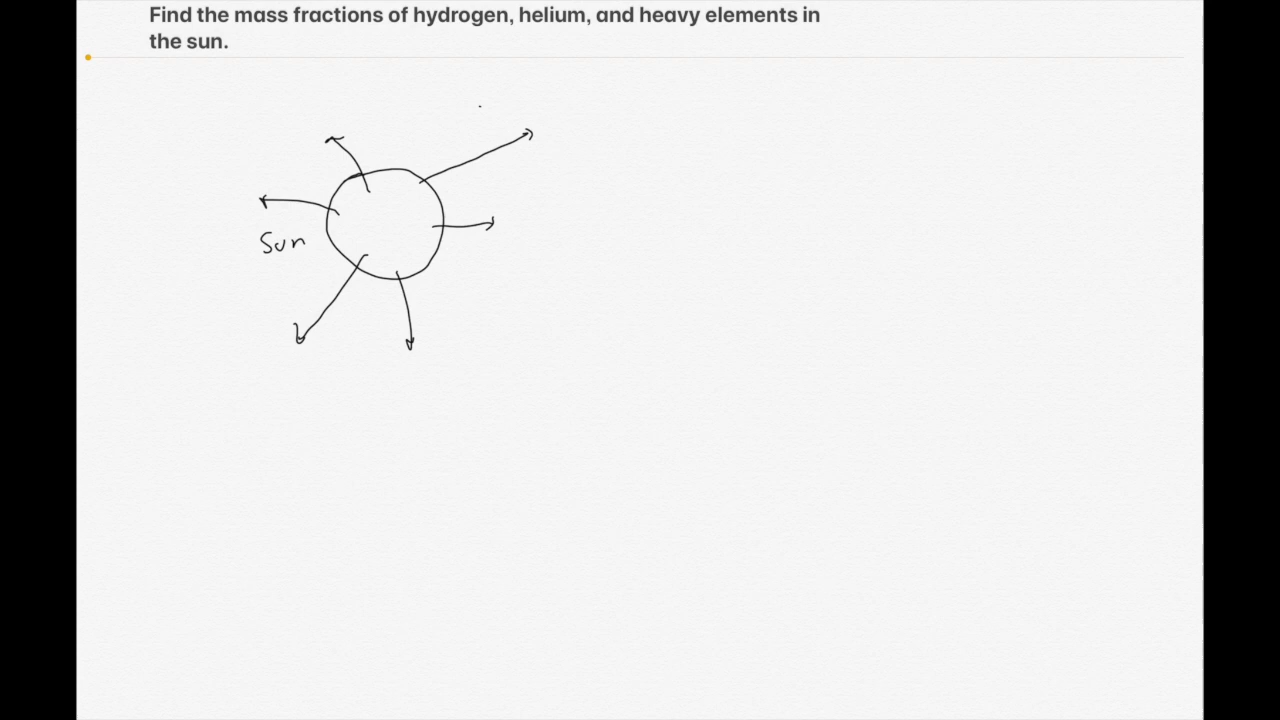 Find the mass fractions of hydrogen, helium, and heavy elements in
the sun.
Sun